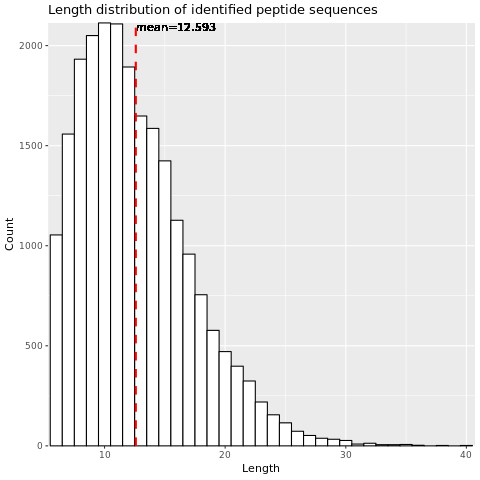 Length distribution of identified peptide sequences
mean=12.593
2000
1500
1000
500
0
Count
10
20
30
40
Length